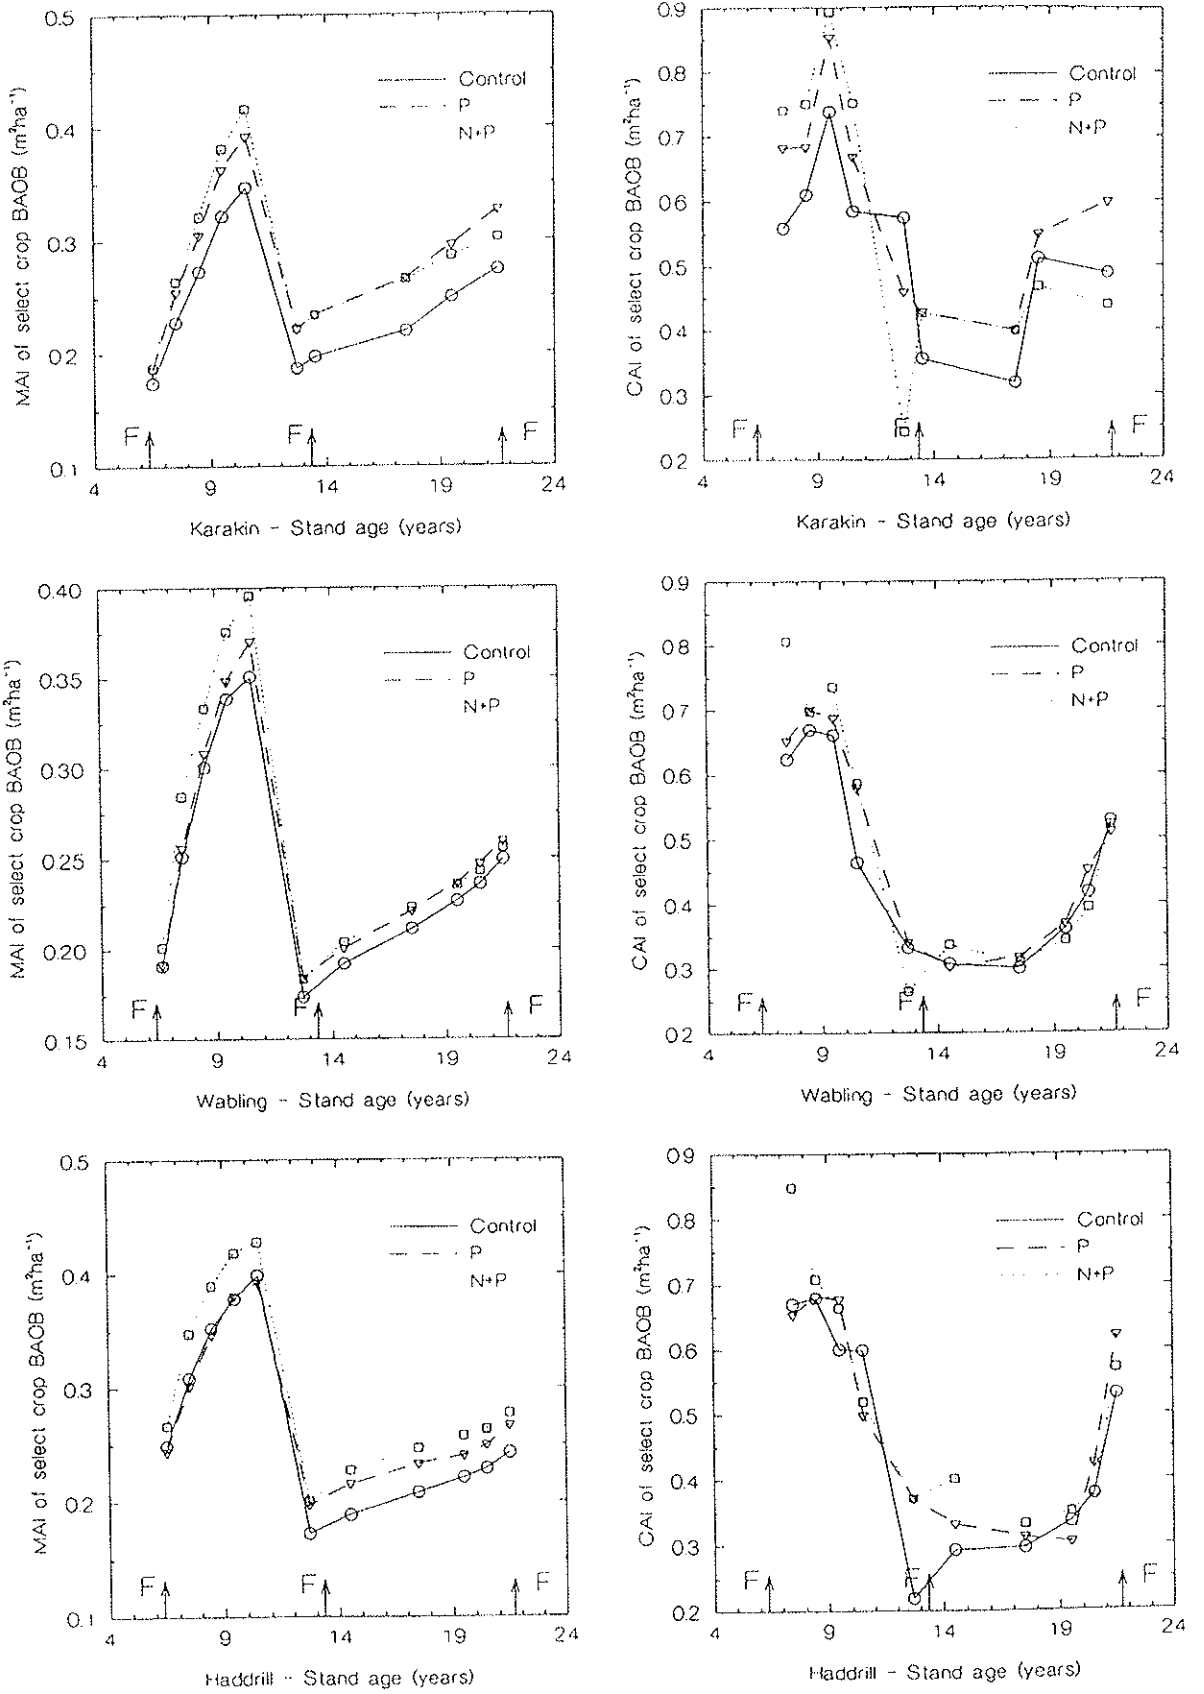 MAI of select crop BAOB (m²ha⁻¹)
0.5
0.4
0.3
0.2
0.1
Control
P
N+P
F
F
F
4
9
14
19
24
Karakin - Stand age (years)
CAI of select crop BAOB (m²ha⁻¹)
0.9
0.8
0.7
0.6
0.5
0.4
0.3
0.2
Control
P
N+P
F
F
F
4
9
14
19
24
Karakin - Stand age (years)
MAI of select crop BAOB (m²ha⁻¹)
0.40
0.35
0.30
0.25
0.20
0.15
Control
P
N+P
F
F
F
4
9
14
19
24
Wabling - Stand age (years)
CAI of select crop BAOB (m²ha⁻¹)
0.9
0.8
0.7
0.6
0.5
0.4
0.3
0.2
Control
P
N+P
F
F
F
4
9
14
19
24
Wabling - Stand age (years)
MAI of select crop BAOB (m²ha⁻¹)
0.5
0.4
0.3
0.2
0.1
Control
P
N+P
F
F
F
4
9
14
19
24
Haddrill - Stand age (years)
CAI of select crop BAOB (m²ha⁻¹)
0.9
0.8
0.7
0.6
0.5
0.4
0.3
0.2
Control
P
N+P
F
F
F
4
9
14
19
24
Haddrill - Stand age (years)